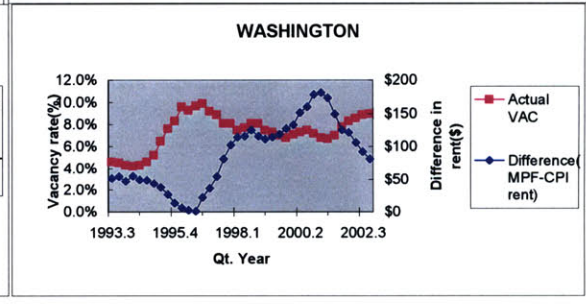 WASHINGTON
12.0%
10.0%
8.0%
6.0%
4.0%
2.0%
0.0%
Vacancy rate(%)
$200
$150
$100
$50
$0
Difference in
rent($)
1993.3 1995.4 1998.1 2000.2 2002.3
Qt. Year
Actual
VAC
Difference(
MPF-CPI
rent)